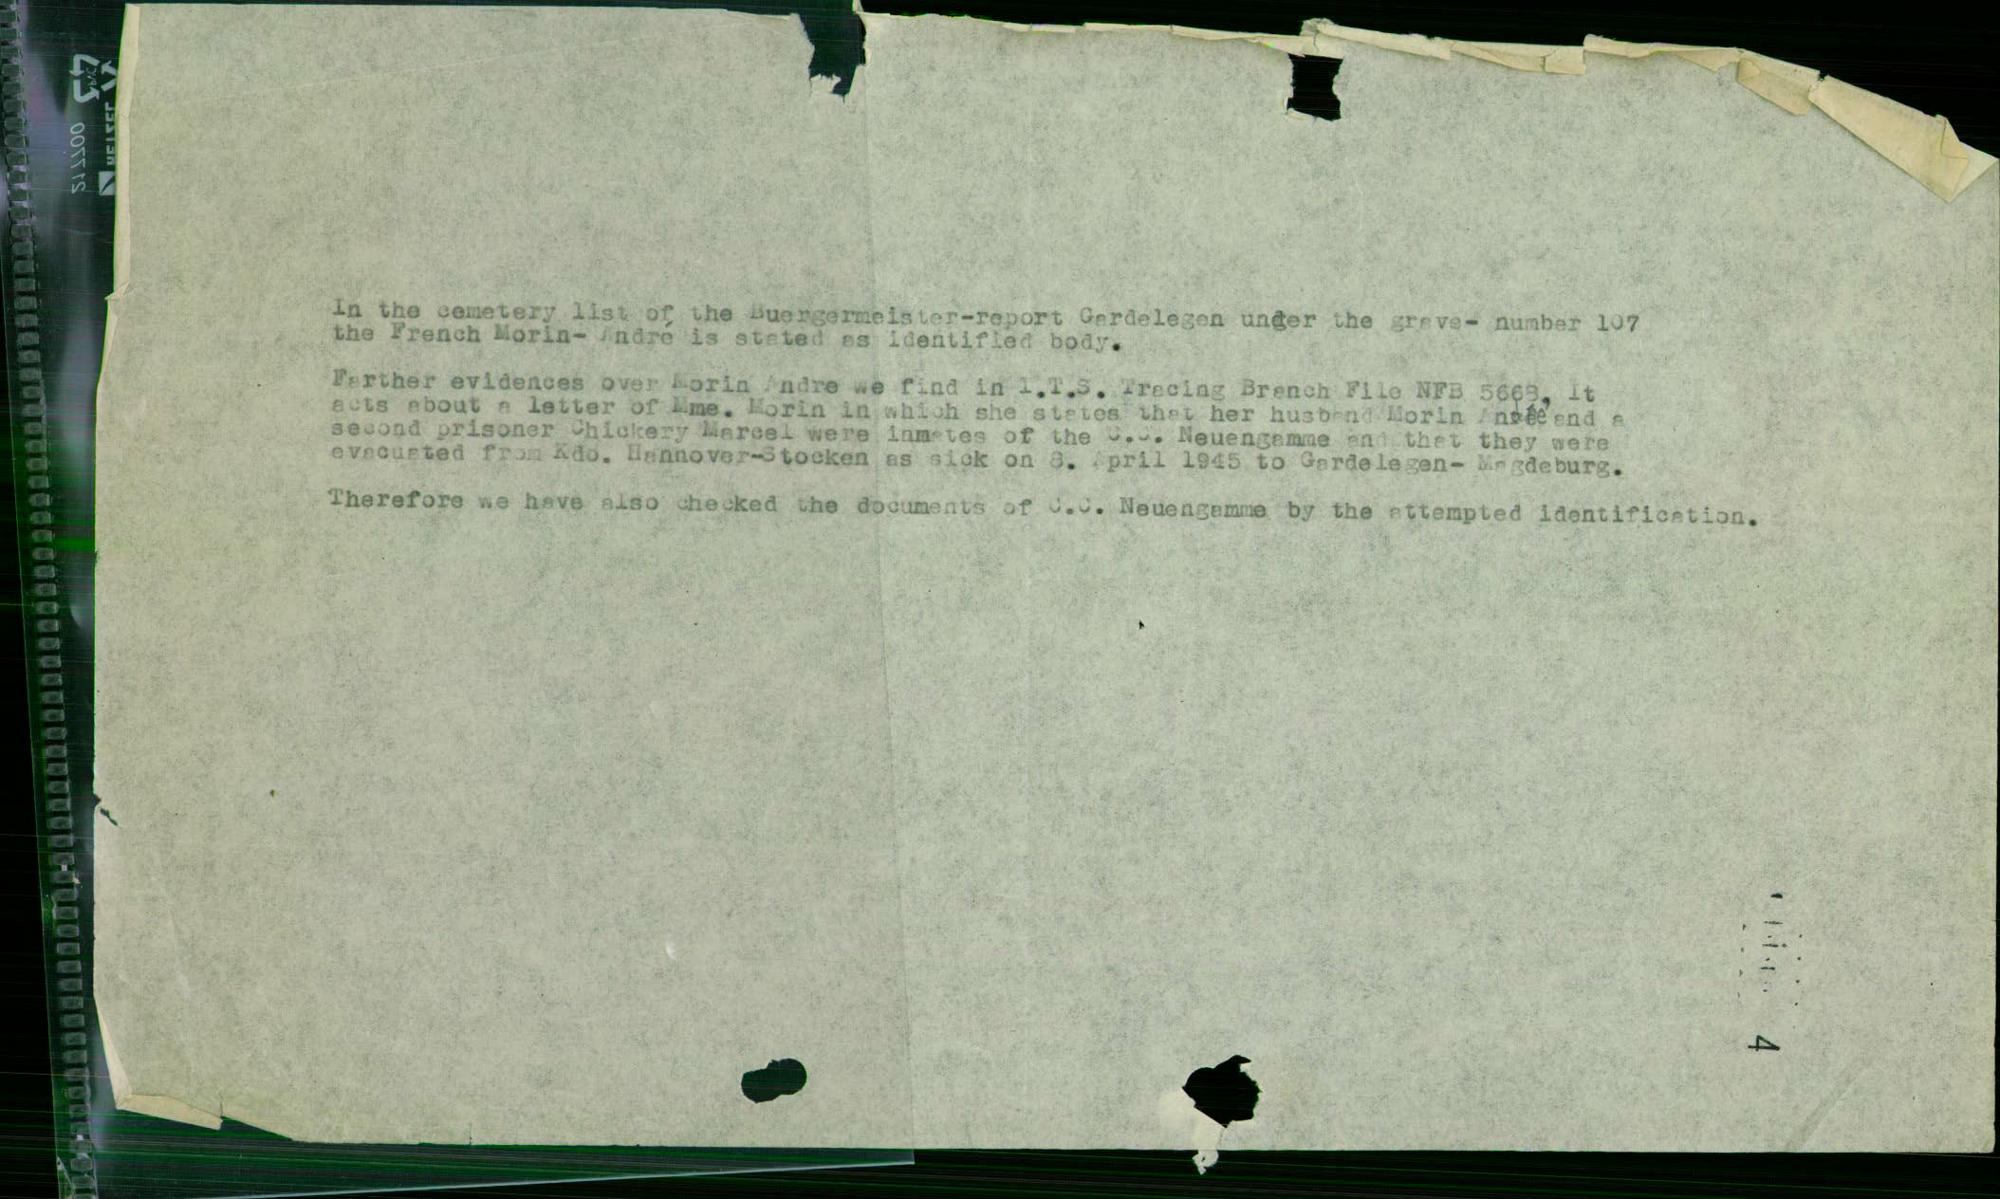 In the cemetery list of the Buergermeister-report Gardelegen under the grave- number 107
the French Morin- André is stated as identified body.
Farther evidences over Morin Andre we find in I.T.S. Tracing Branch File NFB 5668, It
acts about a letter of Mme. Morin in which she states that her husband Morin Andrée and a
second prisoner Chickery Marcel were inmates of the C.C. Neuengamme and that they were
evacuated from Kdo. Hannover-Stocken as sick on 8. April 1945 to Gardelegen- Magdeburg.
Therefore we have also checked the documents of C.C. Neuengamme by the attempted identification.
4
217700